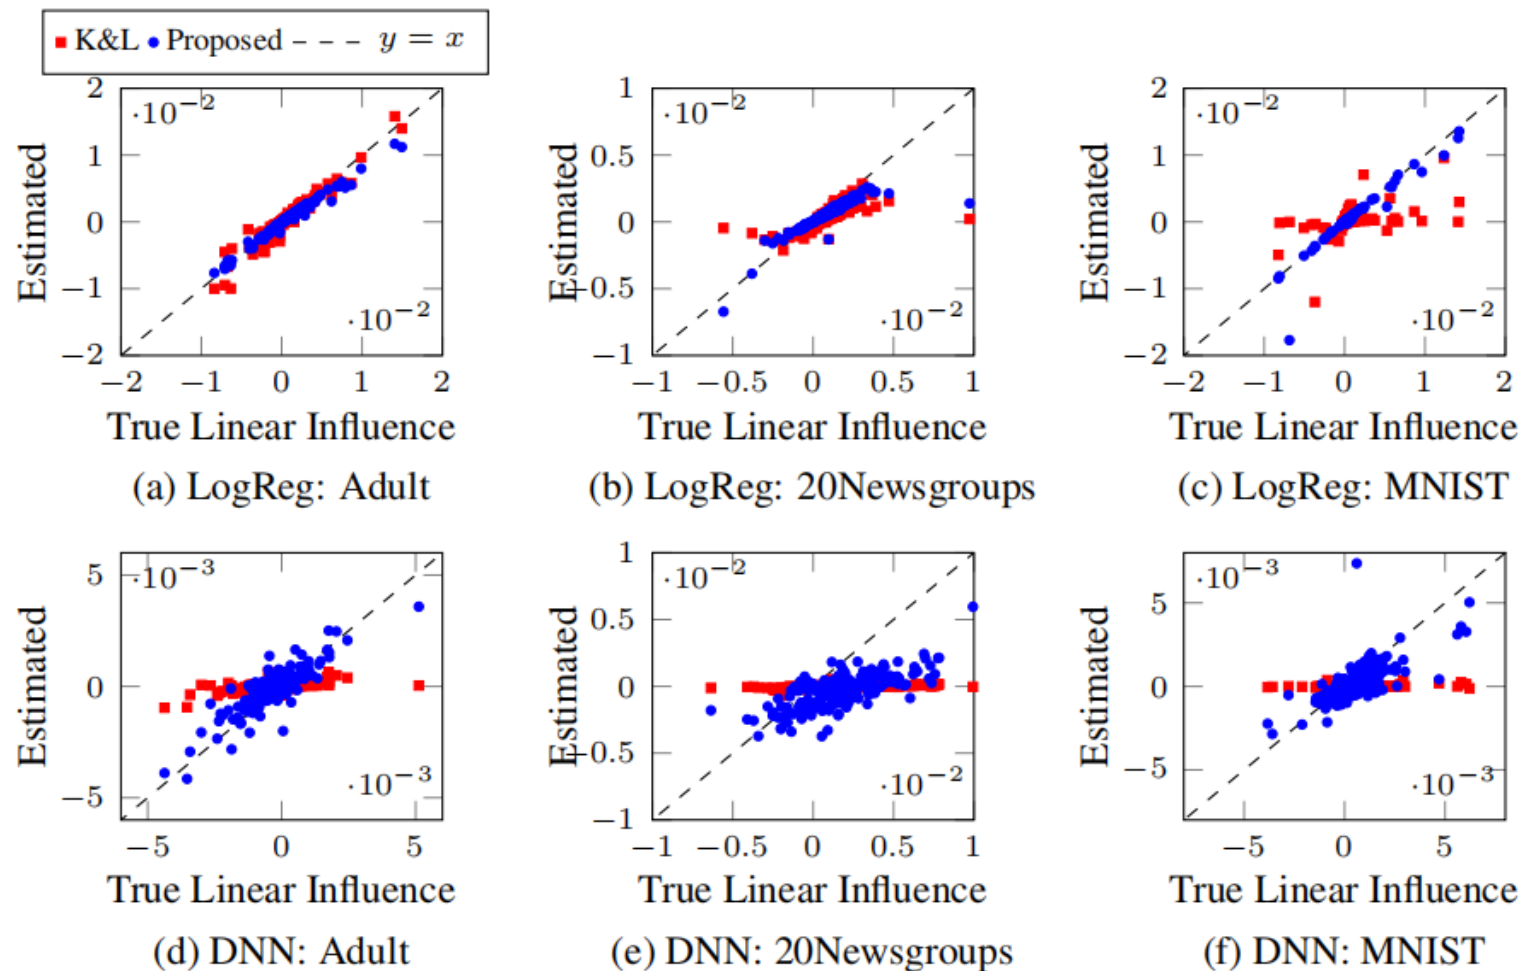 K&L Proposed y = x
2
1
0
−1
−2
·10−2
·10−2
Estimated
−2 −1 0 1 2
True Linear Influence
(a) LogReg: Adult
1
0.5
0
−0.5
−1
·10−2
·10−2
Estimated
−1 −0.5 0 0.5 1
True Linear Influence
(b) LogReg: 20Newsgroups
2
1
0
−1
−2
·10−2
·10−2
Estimated
−2 −1 0 1 2
True Linear Influence
(c) LogReg: MNIST
5
0
−5
·10−3
·10−3
Estimated
−5 0 5
True Linear Influence
(d) DNN: Adult
1
0.5
0
−0.5
−1
·10−2
·10−2
Estimated
−1 −0.5 0 0.5 1
True Linear Influence
(e) DNN: 20Newsgroups
5
0
−5
·10−3
·10−3
Estimated
−5 0 5
True Linear Influence
(f) DNN: MNIST